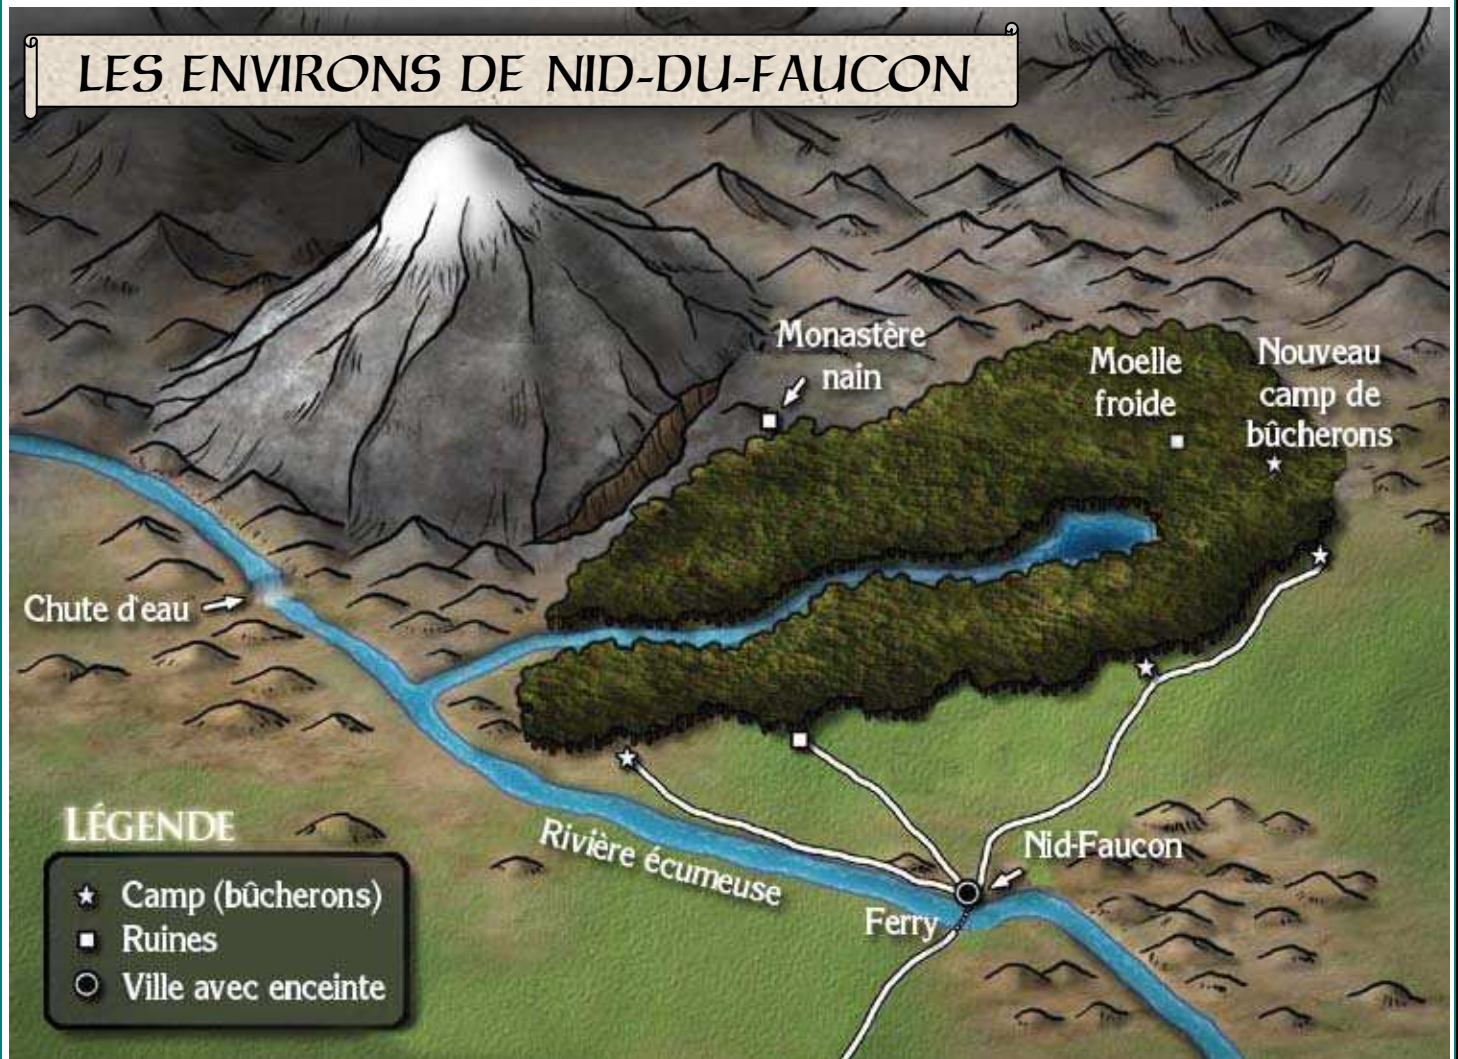 LES ENVIRONS DE NID-DU-FAUCON
Monastère
nain
Moelle
froide
Nouveau
camp de
bûcherons
Chute d'eau
Rivière écumeuse
Nid-Faucon
Ferry
LÉGENDE
Camp (bûcherons)
Ruines
Ville avec enceinte